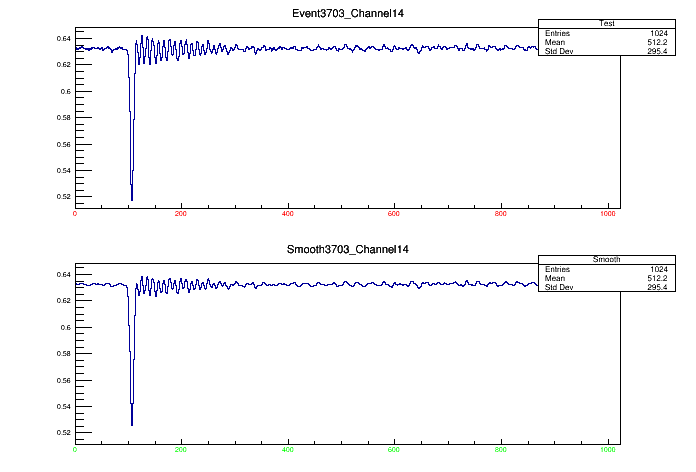 Event3703_Channel14
Test
Entries 1024
Mean 512.2
Std Dev 295.4
0.64
0.62
0.6
0.58
0.56
0.54
0.52
0 200 400 600 800 1000
Smooth3703_Channel14
Smooth
Entries 1024
Mean 512.2
Std Dev 295.4
0.64
0.62
0.6
0.58
0.56
0.54
0.52
0 200 400 600 800 1000